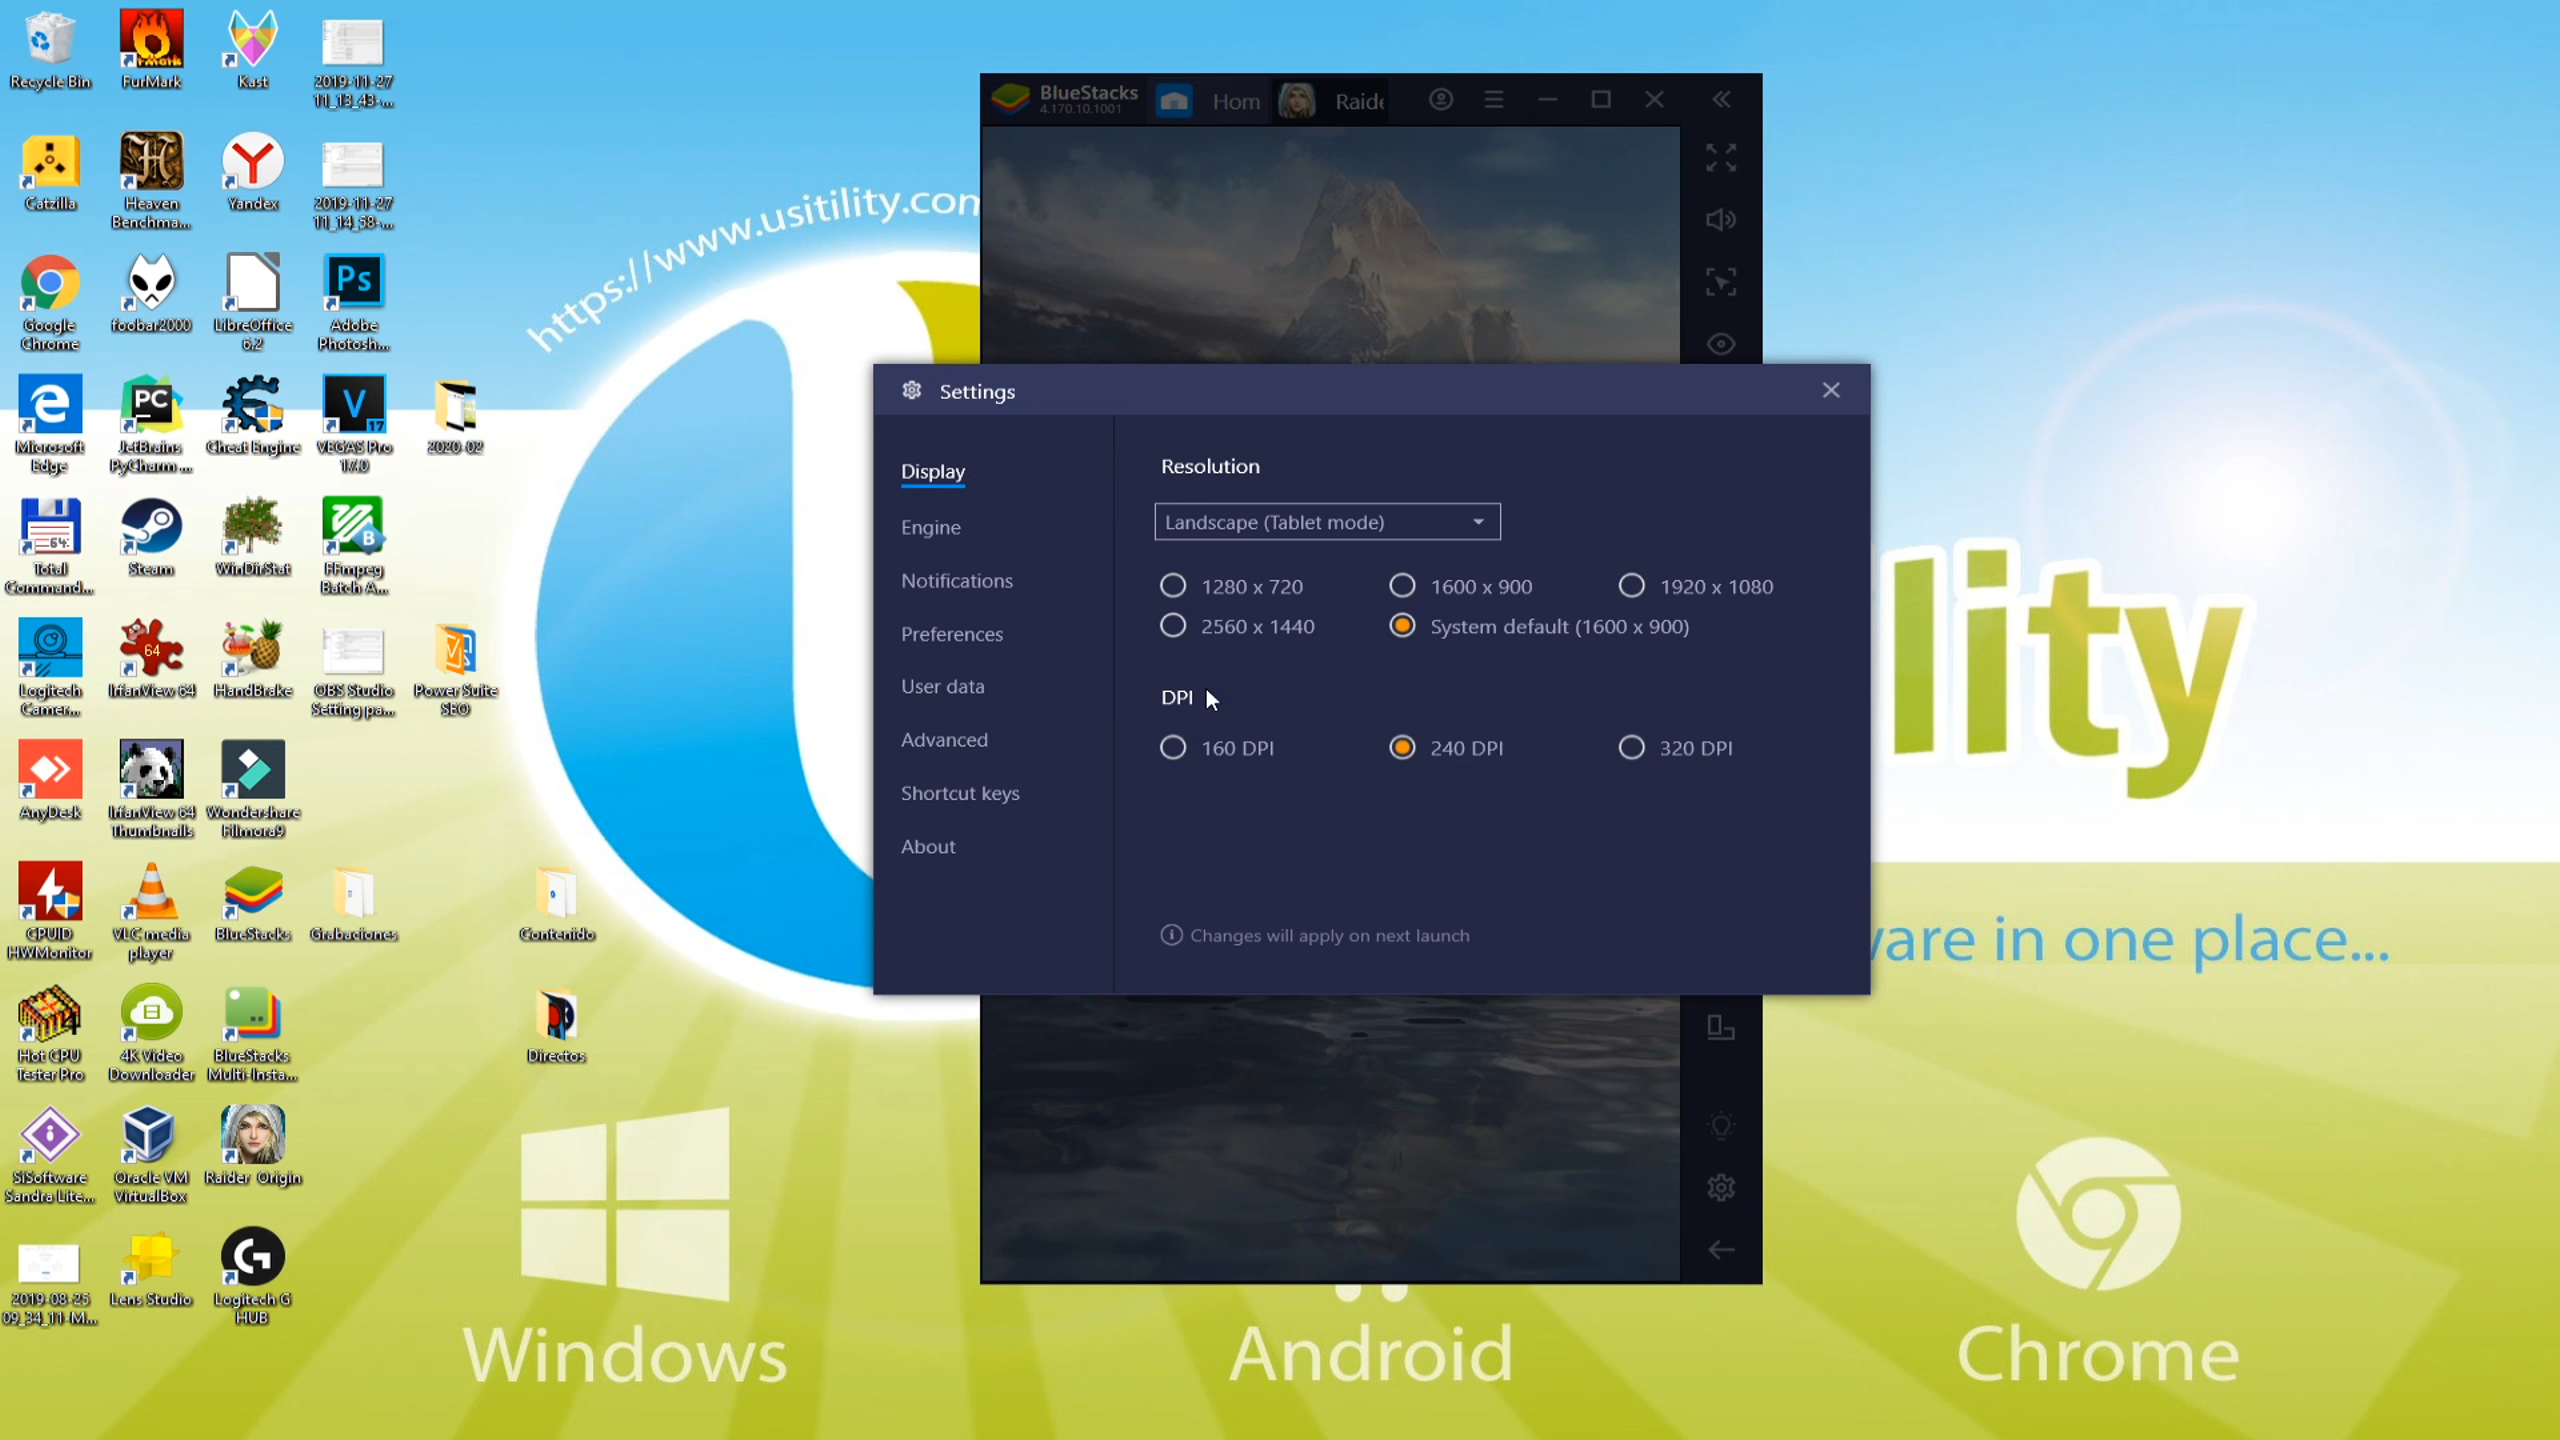 Recycle Bin
FurMark
Kast
2019-11-27
11_13_43-...
Catzilla
Heaven
Benchma...
Yandex
2019-11-27
11_14_58-...
Google
Chrome
foobar2000
LibreOffice
6.2
Adobe
Photosh...
Microsoft
Edge
JetBrains
PyCharm ...
Cheat Engine
VEGAS Pro
17.0
2020-02
Total
Command...
Steam
WinDirStat
FFmpeg
Batch A...
Logitech
Camer...
IrfanView 64
HandBrake
OBS Studio
Setting pa...
Power Suite
SEO
AnyDesk
IrfanView 64
Thumbnails
Wondershare
Filmora9
CPUID
HWMonitor
VLC media
player
BlueStacks
Grabaciones
Contenido
Hot CPU
Tester Pro
4K Video
Downloader
BlueStacks
Multi-Insta...
Directos
SiSoftware
Sandra Lite...
Oracle VM
VirtualBox
Raider Origin
2019-08-25
09_34_11-M...
Lens Studio
Logitech G
HUB
https://www.usitility.com
BlueStacks
4.170.10.1001
Hom
Raide
Settings
Display
Engine
Notifications
Preferences
User data
Advanced
Shortcut keys
About
Resolution
Landscape (Tablet mode)
1280 x 720
1600 x 900
1920 x 1080
2560 x 1440
System default (1600 x 900)
DPI
160 DPI
240 DPI
320 DPI
Changes will apply on next launch
lity
ware in one place...
Windows
Android
Chrome